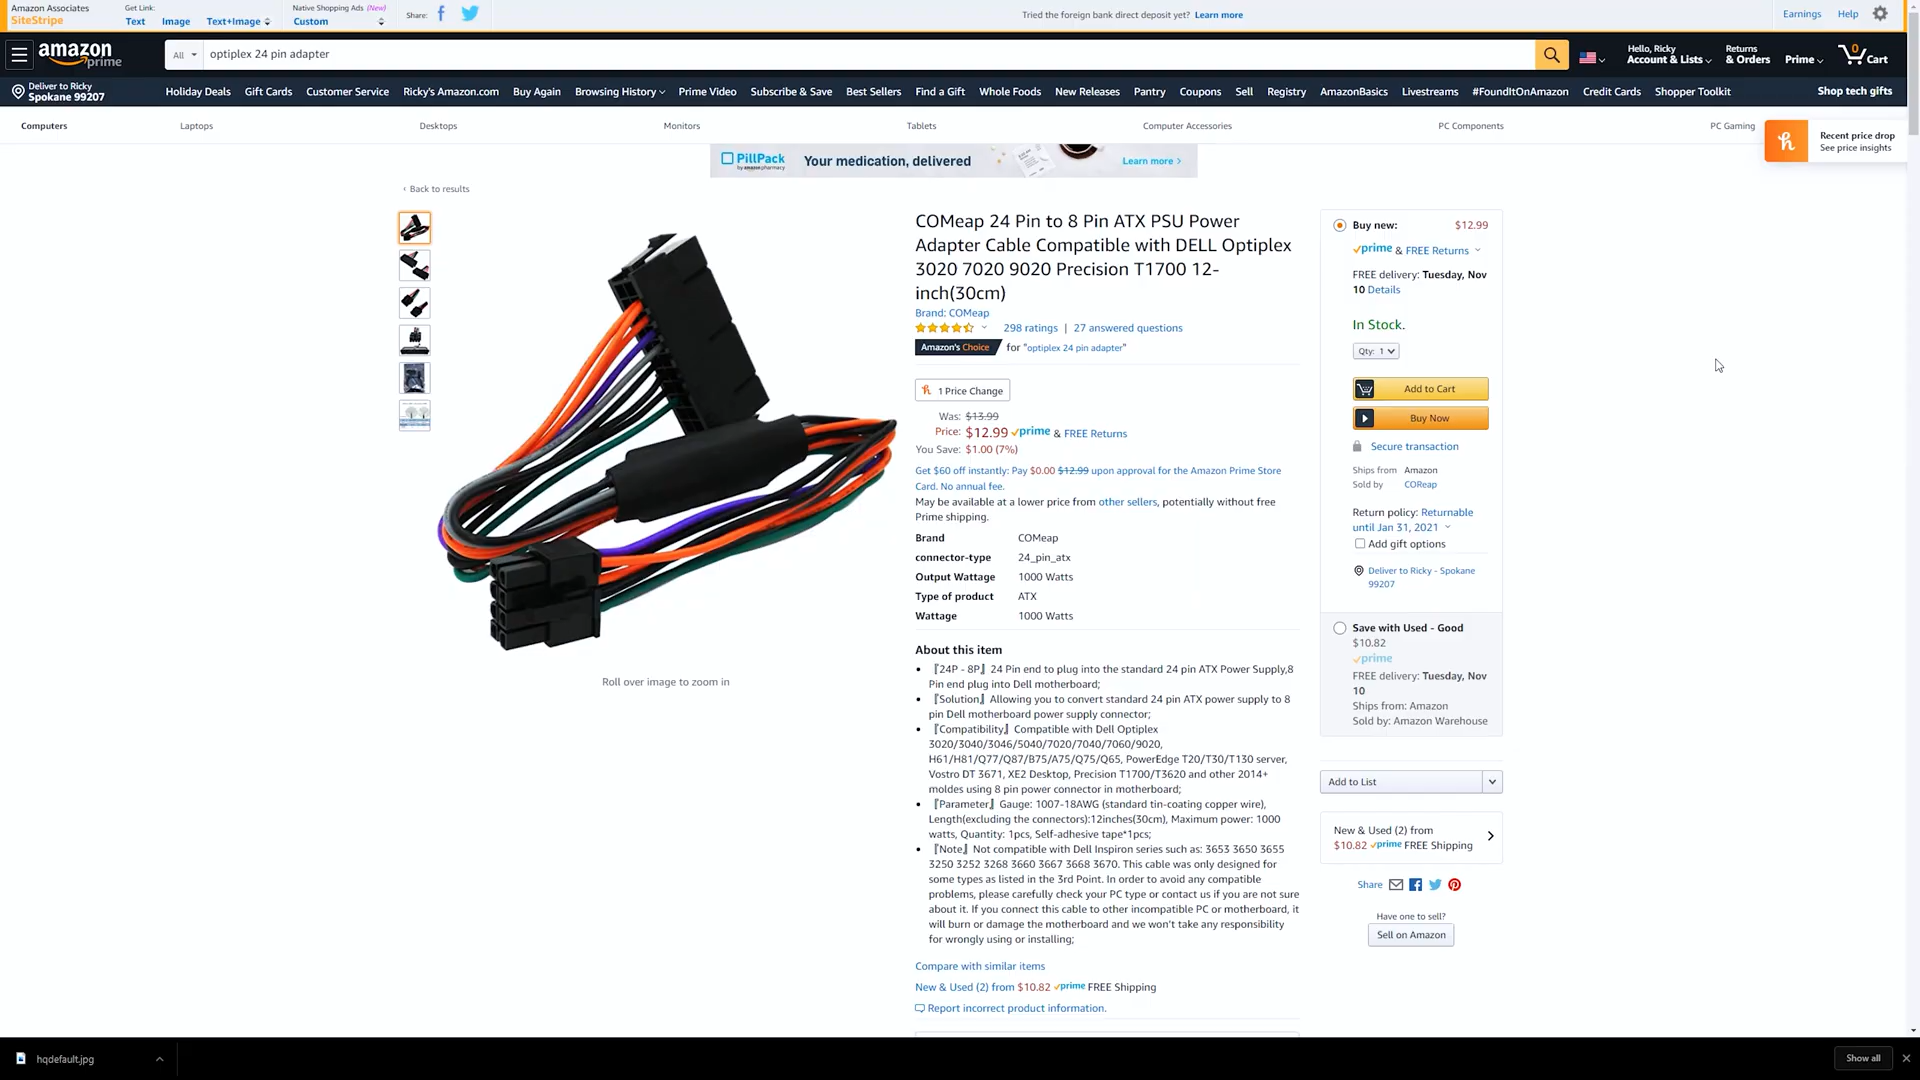 Amazon Associates
SiteStripe
Get Link:
Text Image Text+Image
Native Shopping Ads (New)
Custom
Share:
Tried the foreign bank direct deposit yet? Learn more
Earnings Help
amazon
prime
All optiplex 24 pin adapter
Hello, Ricky
Account & Lists
Returns
& Orders
Prime
0
Cart
Deliver to Ricky
Spokane 99207
Holiday Deals Gift Cards Customer Service Ricky's Amazon.com Buy Again Browsing History Prime Video Subscribe & Save Best Sellers Find a Gift Whole Foods New Releases Pantry Coupons Sell Registry AmazonBasics Livestreams #FoundItOnAmazon Credit Cards Shopper Toolkit Shop tech gifts
Computers Laptops Desktops Monitors Tablets Computer Accessories PC Components PC Gaming
h
Recent price drop
See price insights
PillPack
by amazon pharmacy
Your medication, delivered
Learn more ›
‹ Back to results
COMeap 24 Pin to 8 Pin ATX PSU Power
Adapter Cable Compatible with DELL Optiplex
3020 7020 9020 Precision T1700 12-
inch(30cm)
Brand: COMeap
298 ratings | 27 answered questions
Amazon's Choice for "optiplex 24 pin adapter"
h 1 Price Change
Was: $13.99
Price: $12.99 prime & FREE Returns
You Save: $1.00 (7%)
Get $60 off instantly: Pay $0.00 $12.99 upon approval for the Amazon Prime Store
Card. No annual fee.
May be available at a lower price from other sellers, potentially without free
Prime shipping.
Brand COMeap
connector-type 24_pin_atx
Output Wattage 1000 Watts
Type of product ATX
Wattage 1000 Watts
About this item
• 『24P - 8P』24 Pin end to plug into the standard 24 pin ATX Power Supply,8
Pin end plug into Dell motherboard;
• 『Solution』Allowing you to convert standard 24 pin ATX power supply to 8
pin Dell motherboard power supply connector;
• 『Compatibility』Compatible with Dell Optiplex
3020/3040/3046/5040/7020/7040/7060/9020,
H61/H81/Q77/Q87/B75/A75/Q75/Q65, PowerEdge T20/T30/T130 server,
Vostro DT 3671, XE2 Desktop, Precision T1700/T3620 and other 2014+
moldes using 8 pin power connector in motherboard;
• 『Parameter』Gauge: 1007-18AWG (standard tin-coating copper wire),
Length(excluding the connectors):12inches(30cm), Maximum power: 1000
watts, Quantity: 1pcs, Self-adhesive tape*1pcs;
• 『Note』Not compatible with Dell Inspiron series such as: 3653 3650 3655
3250 3252 3268 3660 3667 3668 3670. This cable was only designed for
some types as listed in the 3rd Point. In order to avoid any compatible
problems, please carefully check your PC type or contact us if you are not sure
about it. If you connect this cable to other incompatible PC or motherboard, it
will burn or damage the motherboard and we won't take any responsibility
for wrongly using or installing;
Compare with similar items
New & Used (2) from $10.82 prime FREE Shipping
Report incorrect product information.
Roll over image to zoom in
Buy new: $12.99
prime & FREE Returns
FREE delivery: Tuesday, Nov
10 Details
In Stock.
Qty: 1
Add to Cart
Buy Now
Secure transaction
Ships from Amazon
Sold by COReap
Return policy: Returnable
until Jan 31, 2021
Add gift options
Deliver to Ricky - Spokane
99207
Save with Used - Good
$10.82
prime
FREE delivery: Tuesday, Nov
10
Ships from: Amazon
Sold by: Amazon Warehouse
Add to List
New & Used (2) from
$10.82 prime FREE Shipping
Share
Have one to sell?
Sell on Amazon
hqdefault.jpg
Show all